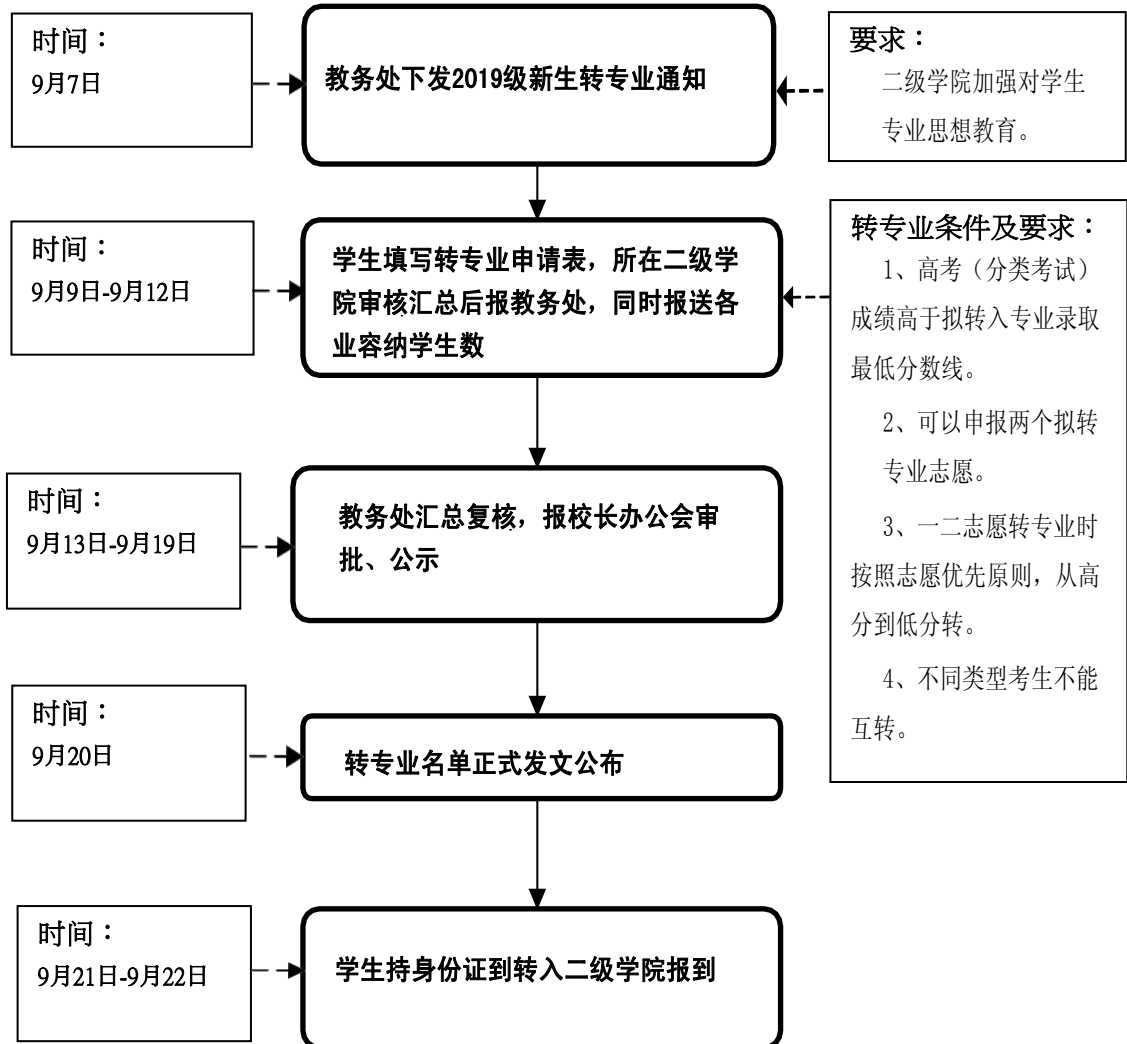 时间：
9月7日
教务处下发2019级新生转专业通知
要求：
二级学院加强对学生
专业思想教育。
时间：
9月9日-9月12日
学生填写转专业申请表，所在二级学
院审核汇总后报教务处，同时报送各
业容纳学生数
转专业条件及要求：
1、高考（分类考试）
成绩高于拟转入专业录取
最低分数线。
2、可以申报两个拟转
专业志愿。
3、一二志愿转专业时
按照志愿优先原则，从高
分到低分转。
4、不同类型考生不能
互转。
时间：
9月13日-9月19日
教务处汇总复核，报校长办公会审
批、公示
时间：
9月20日
转专业名单正式发文公布
时间：
9月21日-9月22日
学生持身份证到转入二级学院报到